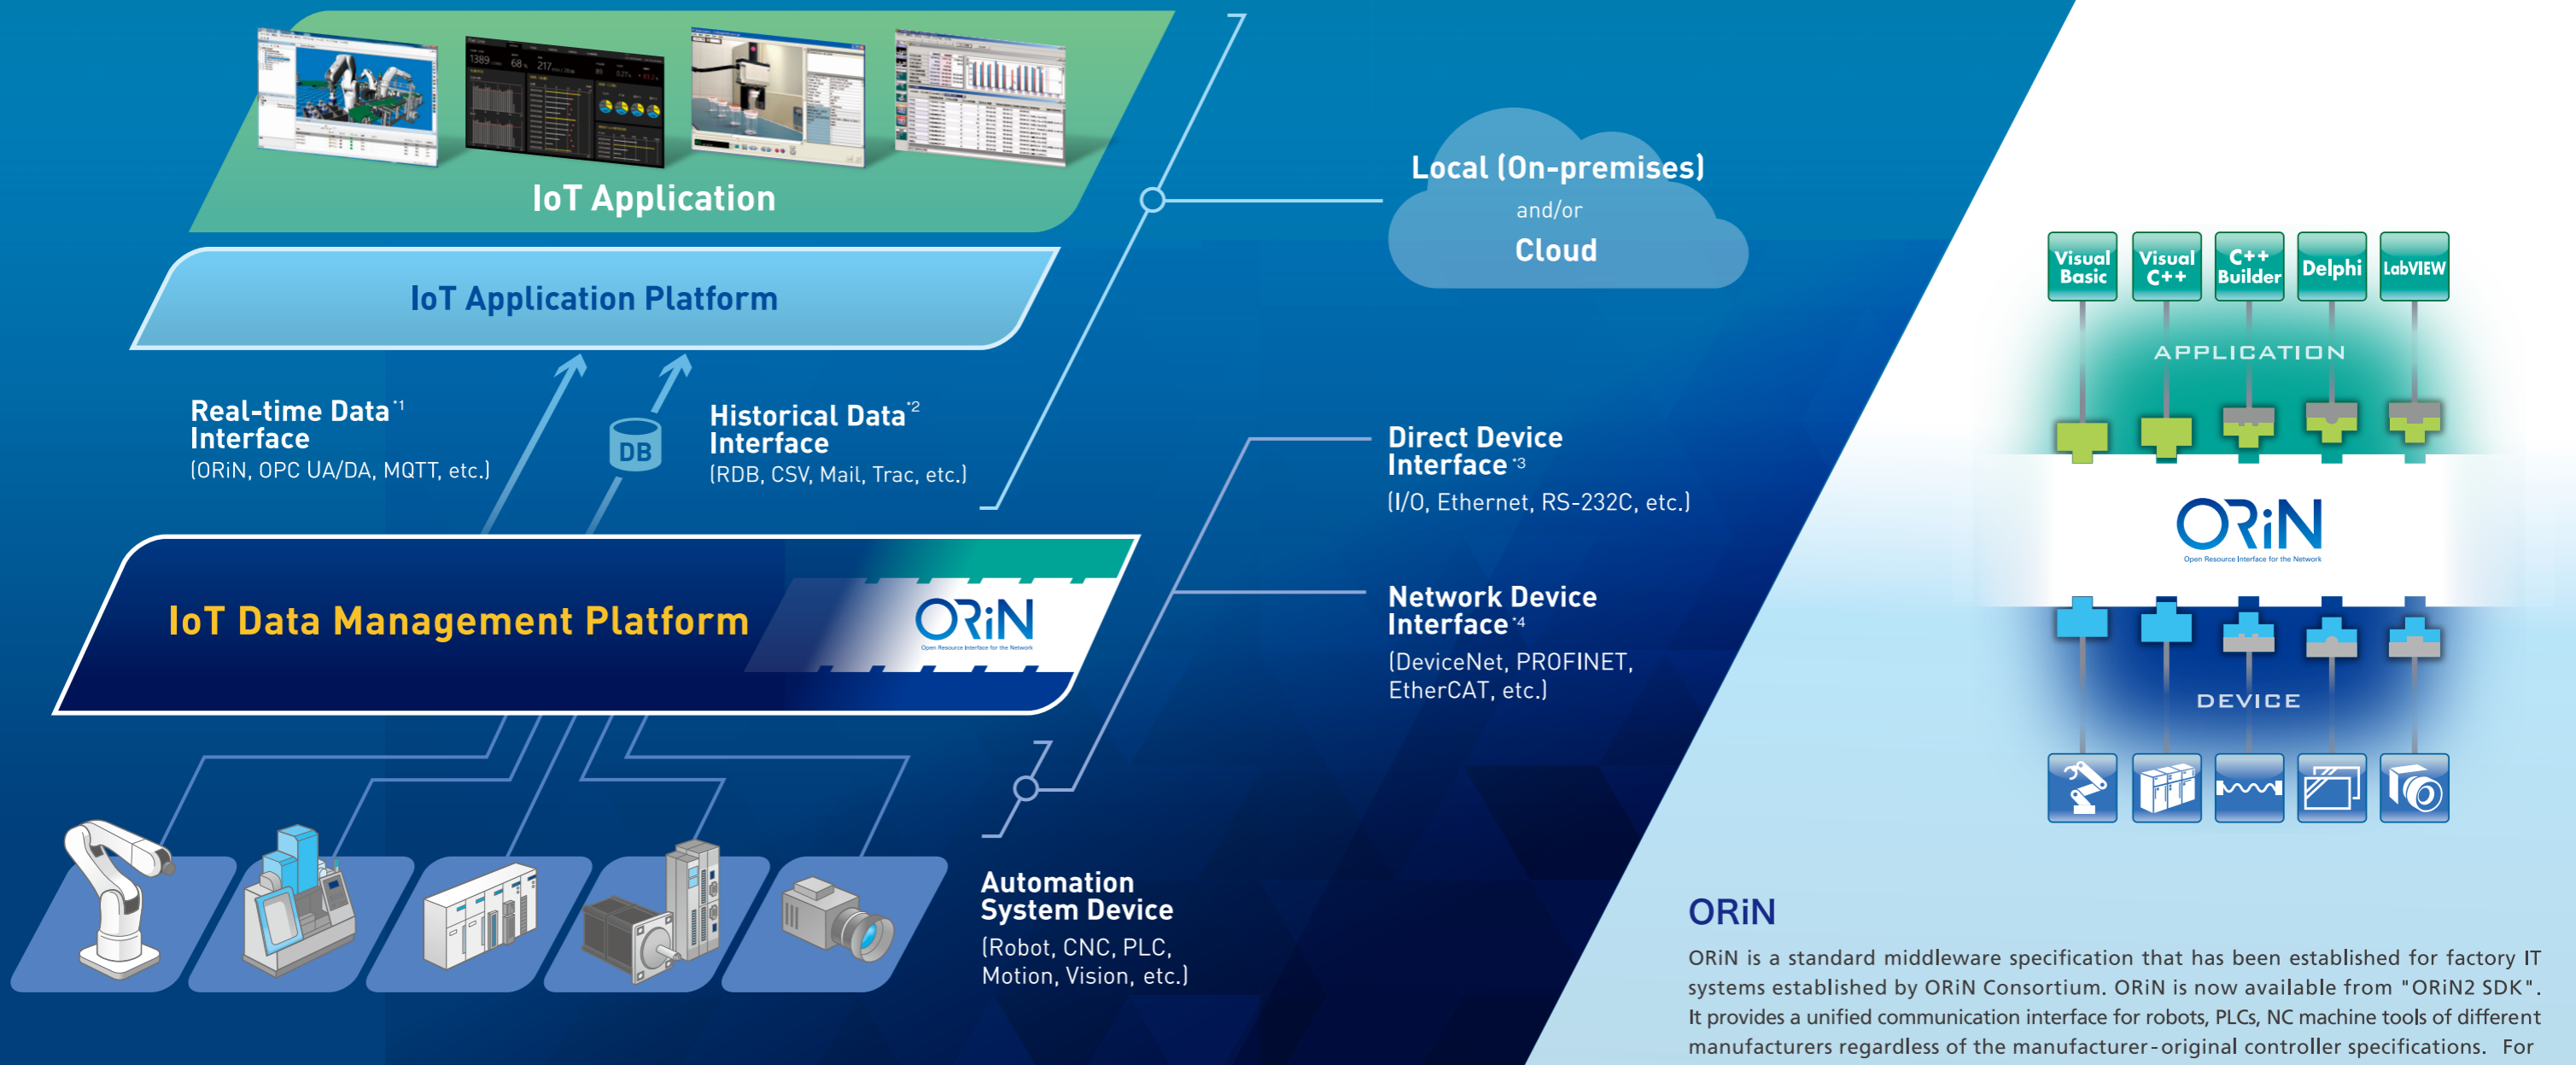 1389
68 %
217
89
0.27
IoT Application
IoT Application Platform
Real-time Data *1
Interface
(ORiN, OPC UA/DA, MQTT, etc.)
DB
Historical Data *2
Interface
(RDB, CSV, Mail, Trac, etc.)
IoT Data Management Platform
ORiN
Open Resource Interface for the Network
Local (On-premises)
and/or
Cloud
Direct Device
Interface *3
(I/O, Ethernet, RS-232C, etc.)
Network Device
Interface *4
(DeviceNet, PROFINET,
EtherCAT, etc.)
Automation
System Device
(Robot, CNC, PLC,
Motion, Vision, etc.)
Visual
Basic
Visual
C++
C++
Builder
Delphi
LabVIEW
APPLICATION
ORiN
Open Resource Interface for the Network
DEVICE
ORiN
ORiN is a standard middleware specification that has been established for factory IT
systems established by ORiN Consortium. ORiN is now available from "ORiN2 SDK".
It provides a unified communication interface for robots, PLCs, NC machine tools of different
manufacturers regardless of the manufacturer-original controller specifications. For